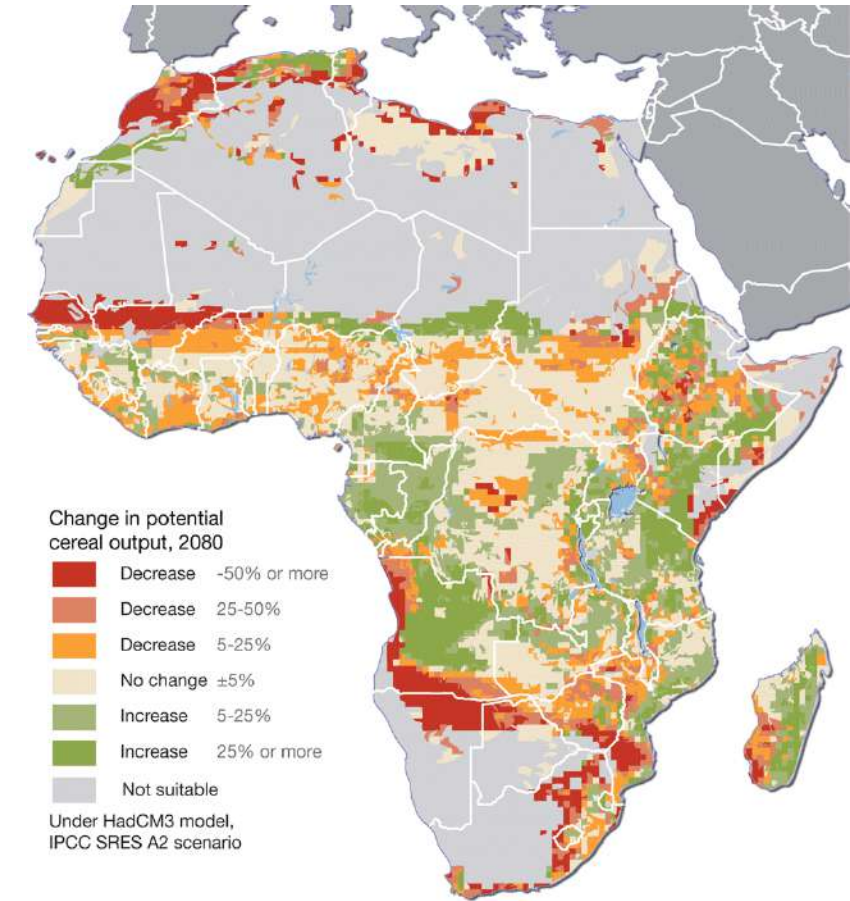 Change in potential
cereal output, 2080
Decrease -50% or more
Decrease 25-50%
Decrease 5-25%
No change ±5%
Increase 5-25%
Increase 25% or more
Not suitable
Under HadCM3 model,
IPCC SRES A2 scenario